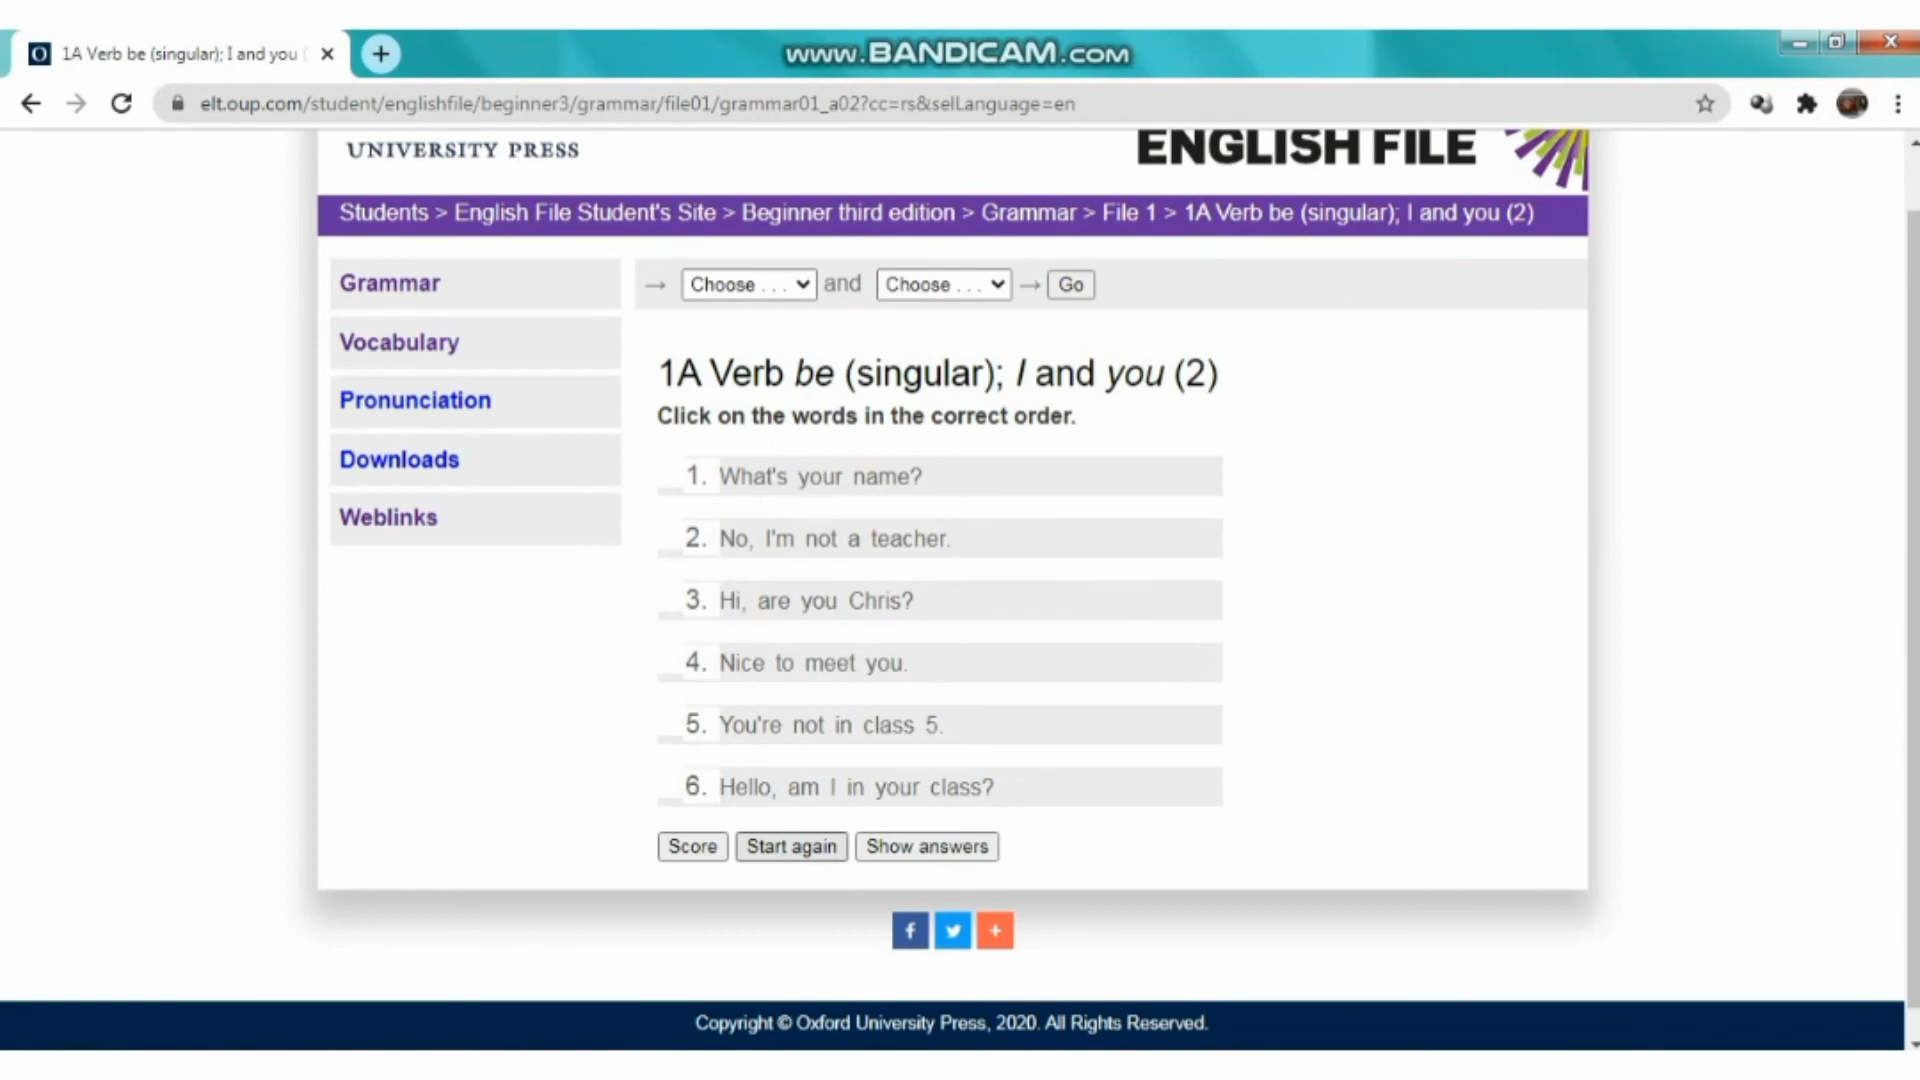 1A Verb be (singular); I and you
www.BANDICAM.com
elt.oup.com/student/englishfile/beginner3/grammar/file01/grammar01_a02?cc=rs&selLanguage=en
UNIVERSITY PRESS
ENGLISH FILE
Students > English File Student's Site > Beginner third edition > Grammar > File 1 > 1A Verb be (singular); I and you (2)
Grammar
Vocabulary
Pronunciation
Downloads
Weblinks
→ Choose . . . and Choose . . . → Go
1A Verb be (singular); I and you (2)
Click on the words in the correct order.
1. What's your name?
2. No, I'm not a teacher.
3. Hi, are you Chris?
4. Nice to meet you.
5. You're not in class 5.
6. Hello, am I in your class?
Score Start again Show answers
Copyright © Oxford University Press, 2020. All Rights Reserved.